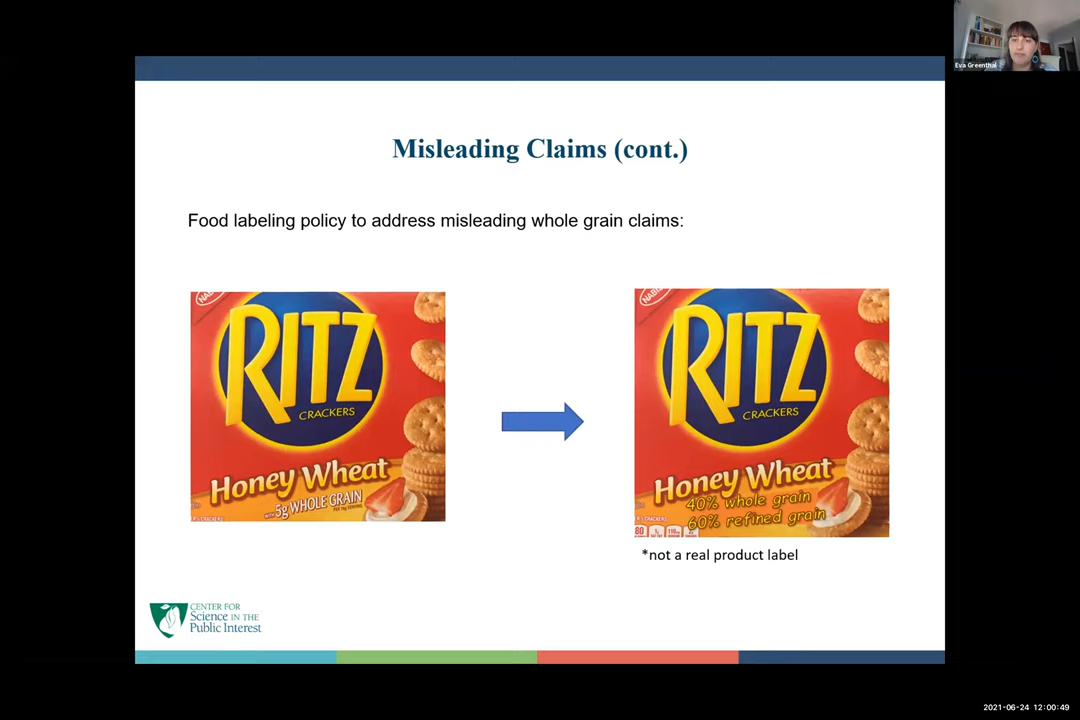 Eva Greenthal
Misleading Claims (cont.)
Food labeling policy to address misleading whole grain claims:
RITZ
CRACKERS
Honey Wheat
5g WHOLE GRAIN
RITZ
CRACKERS
Honey Wheat
40% whole grain
60% refined grain
80
*not a real product label
CENTER FOR
Science IN THE
Public Interest
2021-06-24 12:00:49